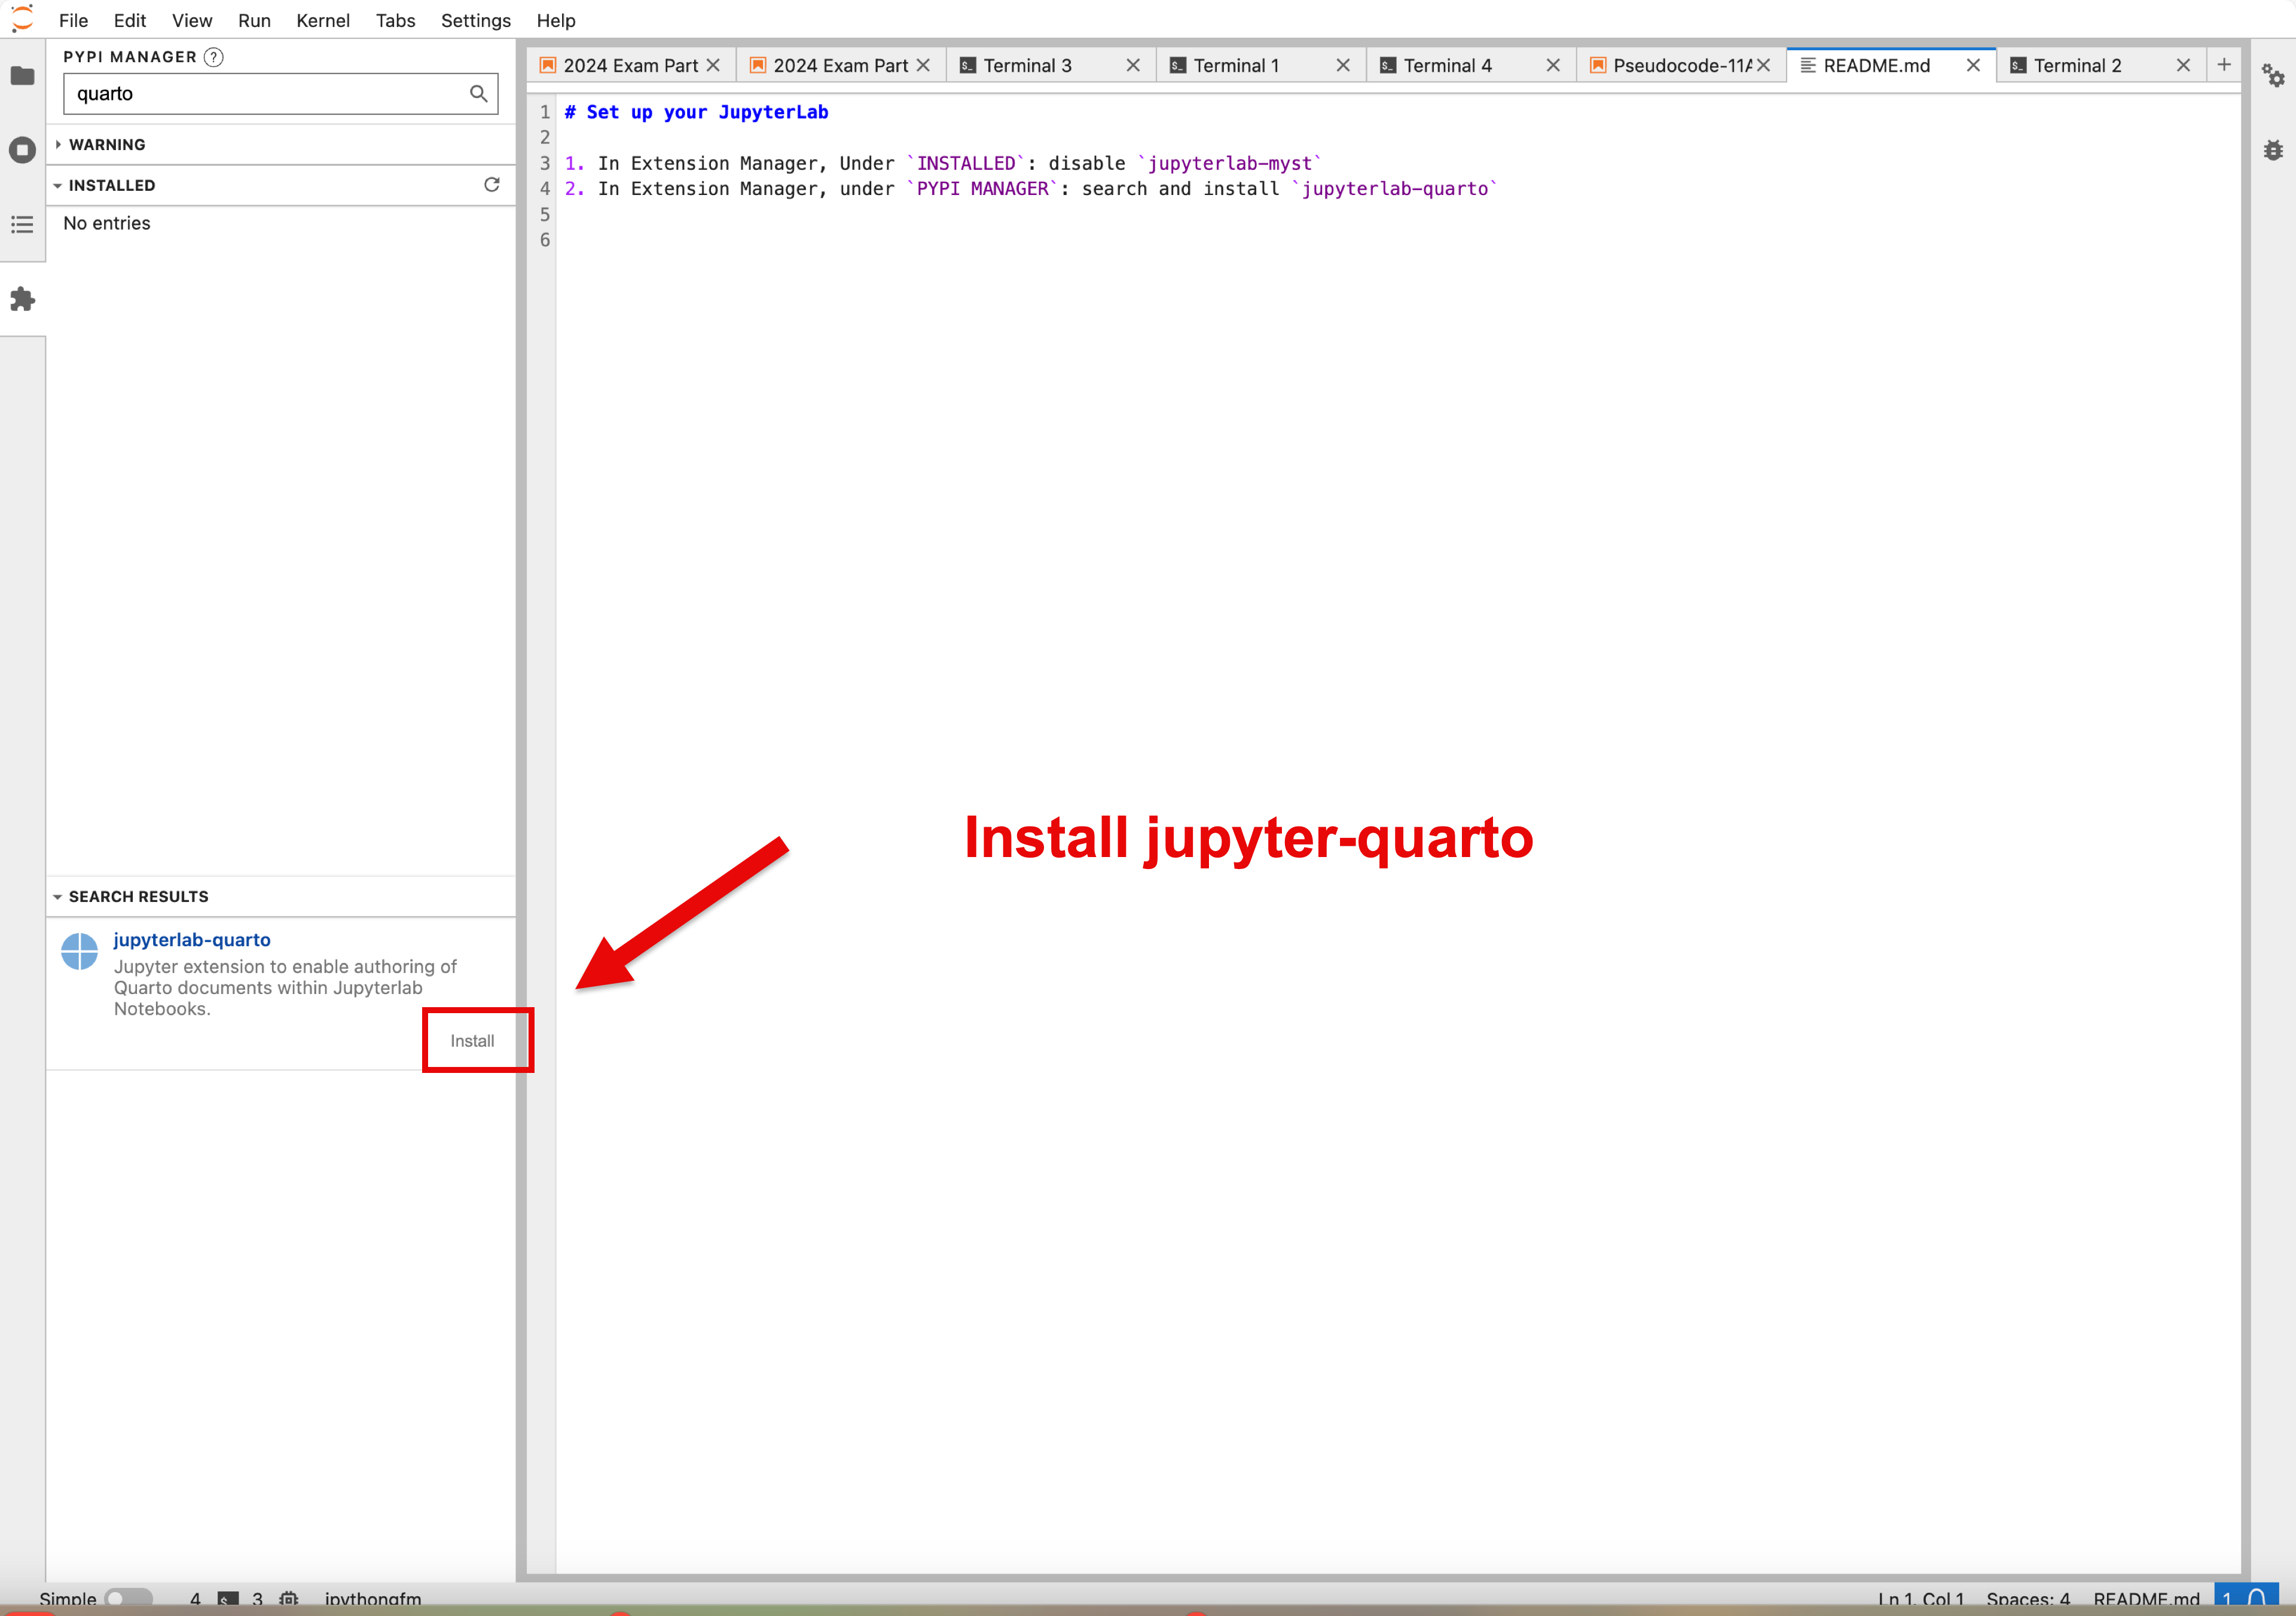 File Edit View Run Kernel Tabs Settings Help
PYPI MANAGER ?
quarto
WARNING
INSTALLED
No entries
SEARCH RESULTS
jupyterlab-quarto
Jupyter extension to enable authoring of
Quarto documents within Jupyterlab
Notebooks.
Install
2024 Exam Part 2024 Exam Part Terminal 3 Terminal 1 Terminal 4 Pseudocode-11A README.md Terminal 2
1 # Set up your JupyterLab
2
3 1. In Extension Manager, Under `INSTALLED`: disable `jupyterlab-myst`
4 2. In Extension Manager, under `PYPI MANAGER`: search and install `jupyterlab-quarto`
5
6
Install jupyter-quarto
Simple 4 3 ipythongfm Ln 1, Col 1 Spaces: 4 README.md 1